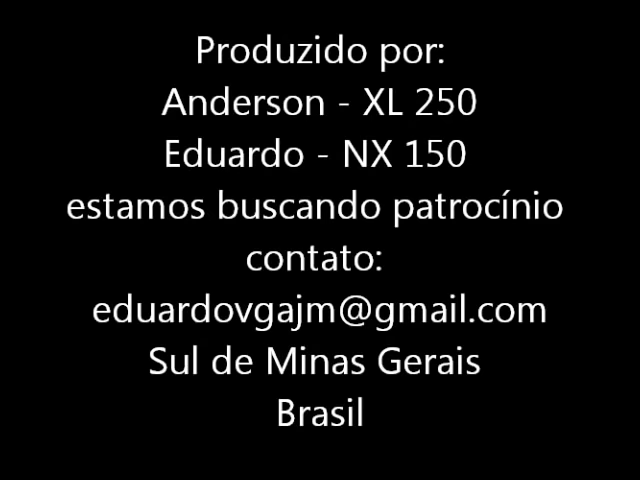 Produzido por:
Anderson - XL 250
Eduardo - NX 150
estamos buscando patrocínio
contato:
eduardovgajm@gmail.com
Sul de Minas Gerais
Brasil